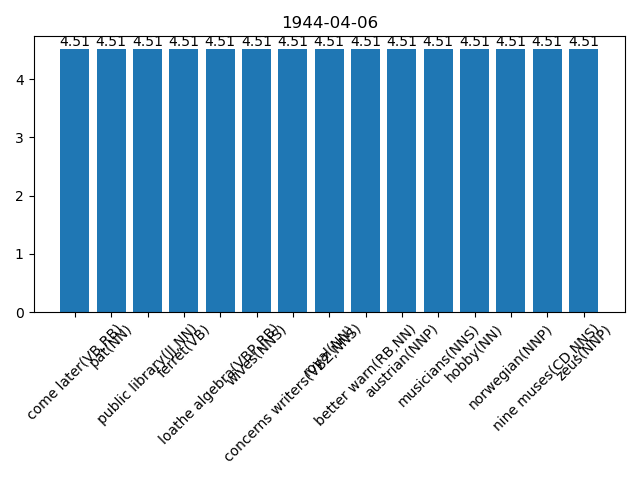 1944-04-06
4.51 4.51 4.51 4.51 4.51 4.51 4.51 4.51 4.51 4.51 4.51 4.51 4.51 4.51 4.51
4
3
2
1
0
come later(VB,RB)
pat(NN)
public library(JJ,NN)
ferret(VB)
loathe algebra(VBP,RB)
wives(NNS)
concerns writers(VBZ,NNS)
better warn(RB,NN)
austrian(NNP)
musicians(NNS)
hobby(NN)
norwegian(NNP)
nine muses(CD,NNS)
zeus(NNP)